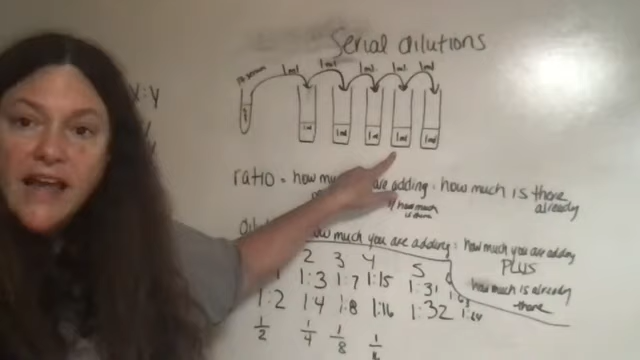 Serial dilutions
1ml 1ml 1ml 1ml 1ml
X:Y
1ml 1ml 1ml 1ml 1ml
ratio = how are adding : how much is there already
how much
how much you are adding : how much you are adding
PLUS
how much is already
there
2 3 4 5
1:3 1:7 1:15 1:31
1:2 1:4 1:8 1:16 1:32 1:64
1/2 1/4 1/8